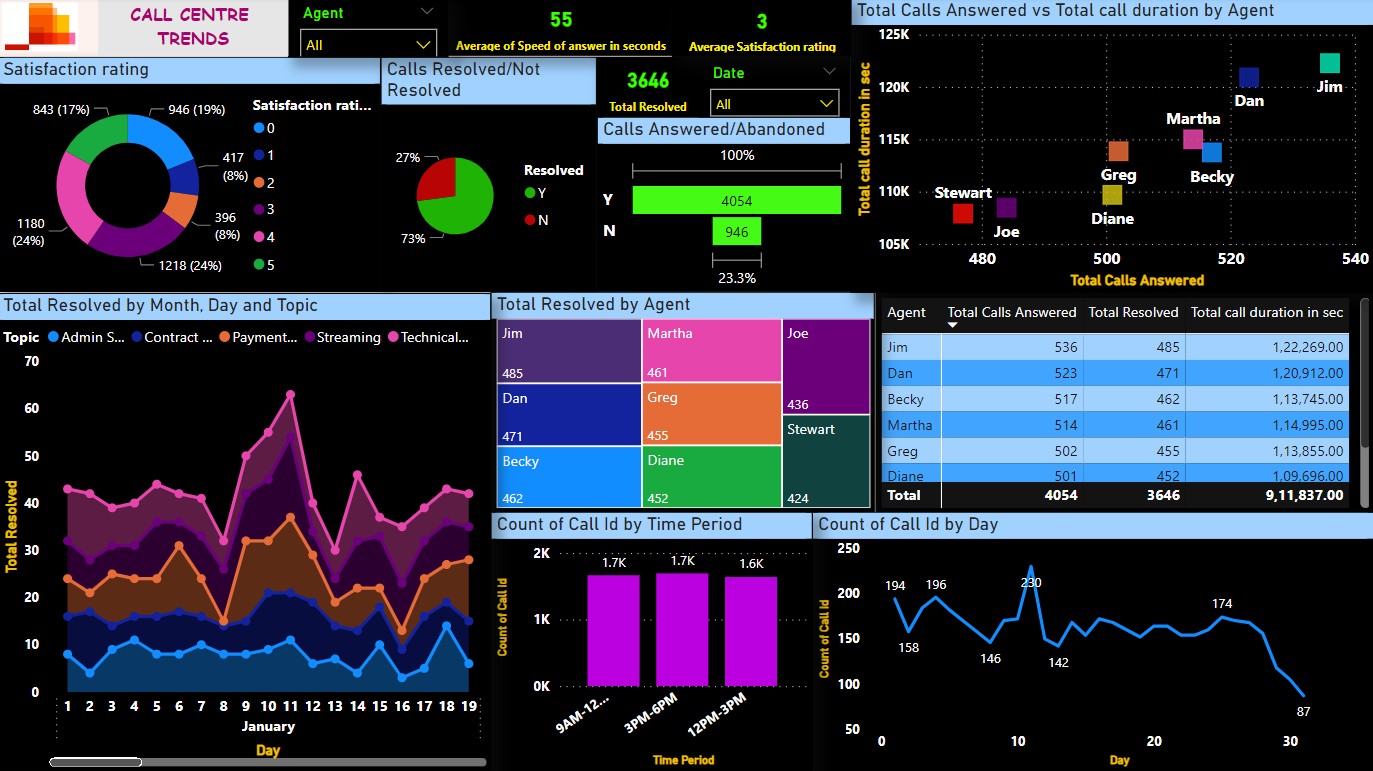 CALL CENTRE
TRENDS
Agent
All
55
Average of Speed of answer in seconds
3
Average Satisfaction rating
Total Calls Answered vs Total call duration by Agent
Total call duration in sec
125K
120K
115K
110K
105K
Jim
Dan
Martha
Becky
Greg
Diane
Stewart
Joe
480
500
520
540
Total Calls Answered
Satisfaction rating
843 (17%)
946 (19%)
417
(8%)
396
(8%)
1218 (24%)
1180
(24%)
Satisfaction rati...
0
1
2
3
4
5
Calls Resolved/Not
Resolved
27%
73%
Resolved
Y
N
3646
Total Resolved
Date
All
Calls Answered/Abandoned
100%
Y
4054
N
946
23.3%
Total Resolved by Month, Day and Topic
Topic
Admin S...
Contract ...
Payment...
Streaming
Technical...
Total Resolved
70
60
50
40
30
20
10
0
1 2 3 4 5 6 7 8 9 10 11 12 13 14 15 16 17 18 19
January
Day
Total Resolved by Agent
Jim
485
Dan
471
Becky
462
Martha
461
Greg
455
Diane
452
Joe
436
Stewart
424
Agent Total Calls Answered Total Resolved Total call duration in sec
Jim 536 485 1,22,269.00
Dan 523 471 1,20,912.00
Becky 517 462 1,13,745.00
Martha 514 461 1,14,995.00
Greg 502 455 1,13,855.00
Diane 501 452 1,09,696.00
Total 4054 3646 9,11,837.00
Count of Call Id by Time Period
Count of Call Id
2K
1K
0K
1.7K
1.7K
1.6K
9AM-12...
3PM-6PM
12PM-3PM
Time Period
Count of Call Id by Day
Count of Call Id
250
200
150
100
50
194
158
196
146
230
142
174
87
0
10
20
30
Day